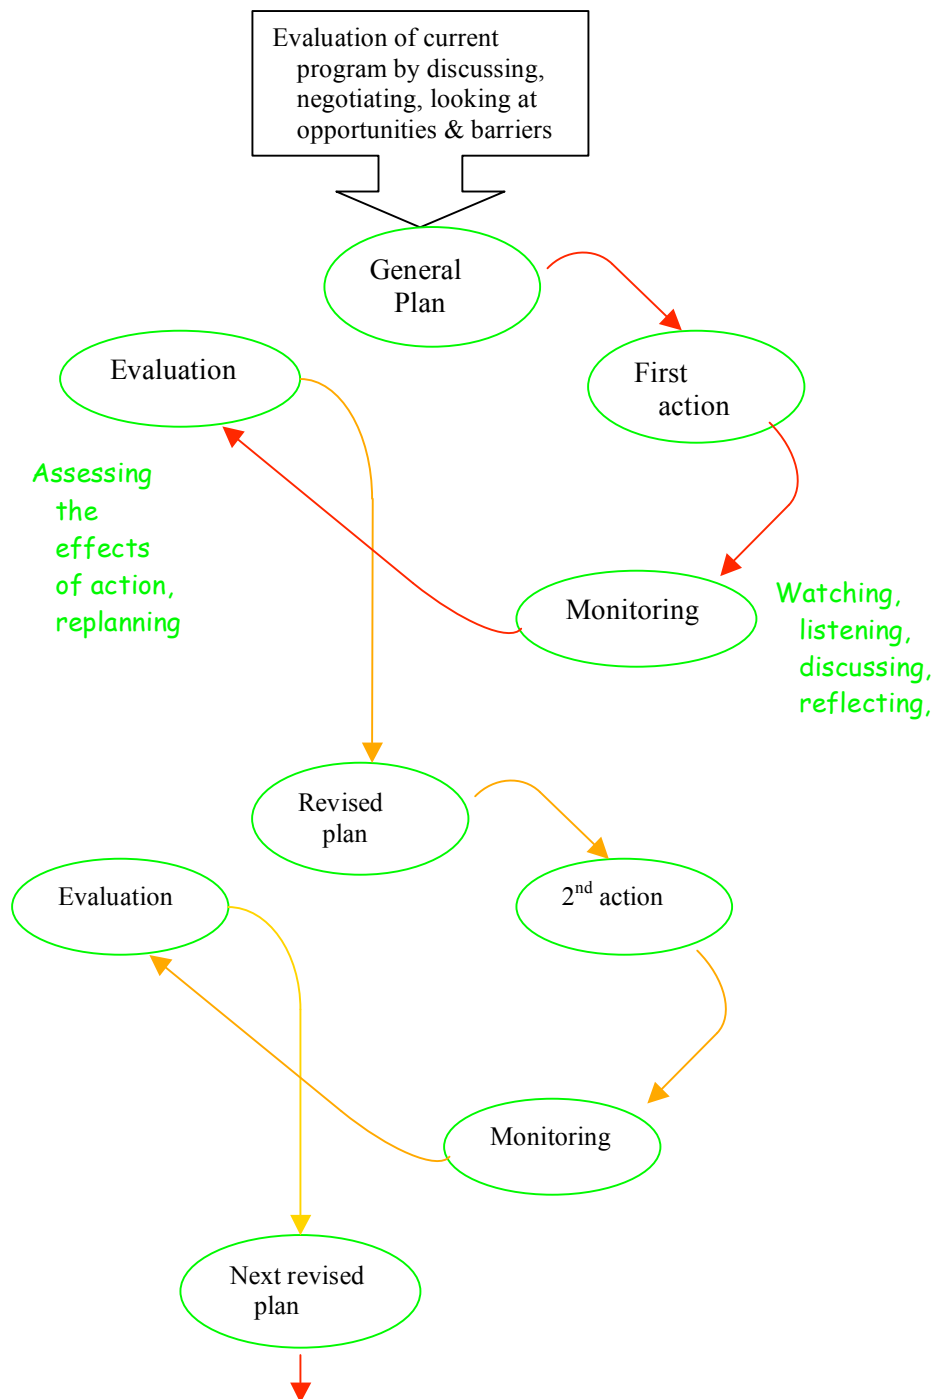 Evaluation of current
program by discussing,
negotiating, looking at
opportunities & barriers
General
Plan
Evaluation
First
action
Assessing
the
effects
of action,
replanning
Monitoring
Watching,
listening,
discussing,
reflecting,
Revised
plan
Evaluation
2nd action
Monitoring
Next revised
plan